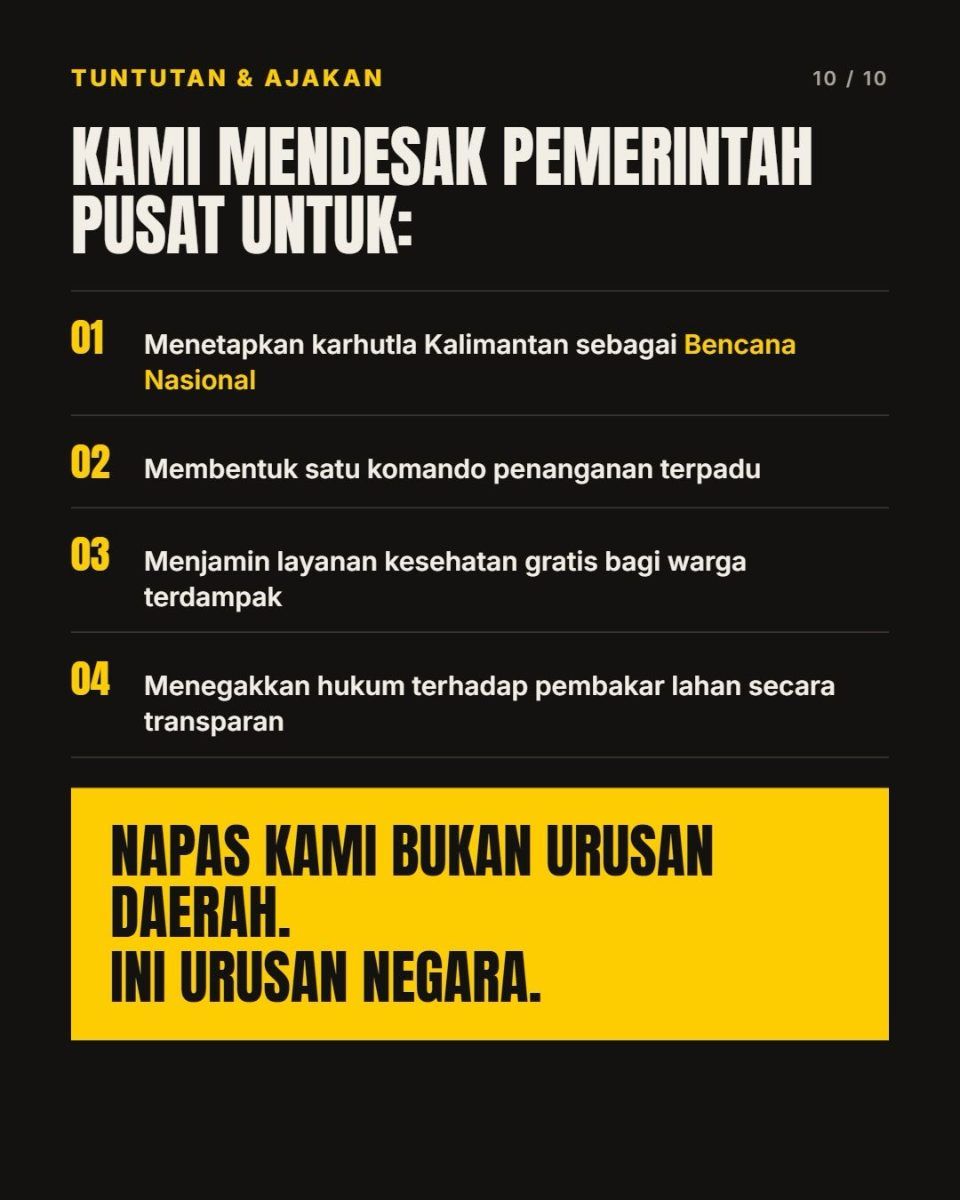 TUNTUTAN & AJAKAN
10 / 10
KAMI MENDESAK PEMERINTAH
PUSAT UNTUK:
01 Menetapkan karhutla Kalimantan sebagai Bencana
Nasional
02 Membentuk satu komando penanganan terpadu
03 Menjamin layanan kesehatan gratis bagi warga
terdampak
04 Menegakkan hukum terhadap pembakar lahan secara
transparan
NAPAS KAMI BUKAN URUSAN
DAERAH.
INI URUSAN NEGARA.